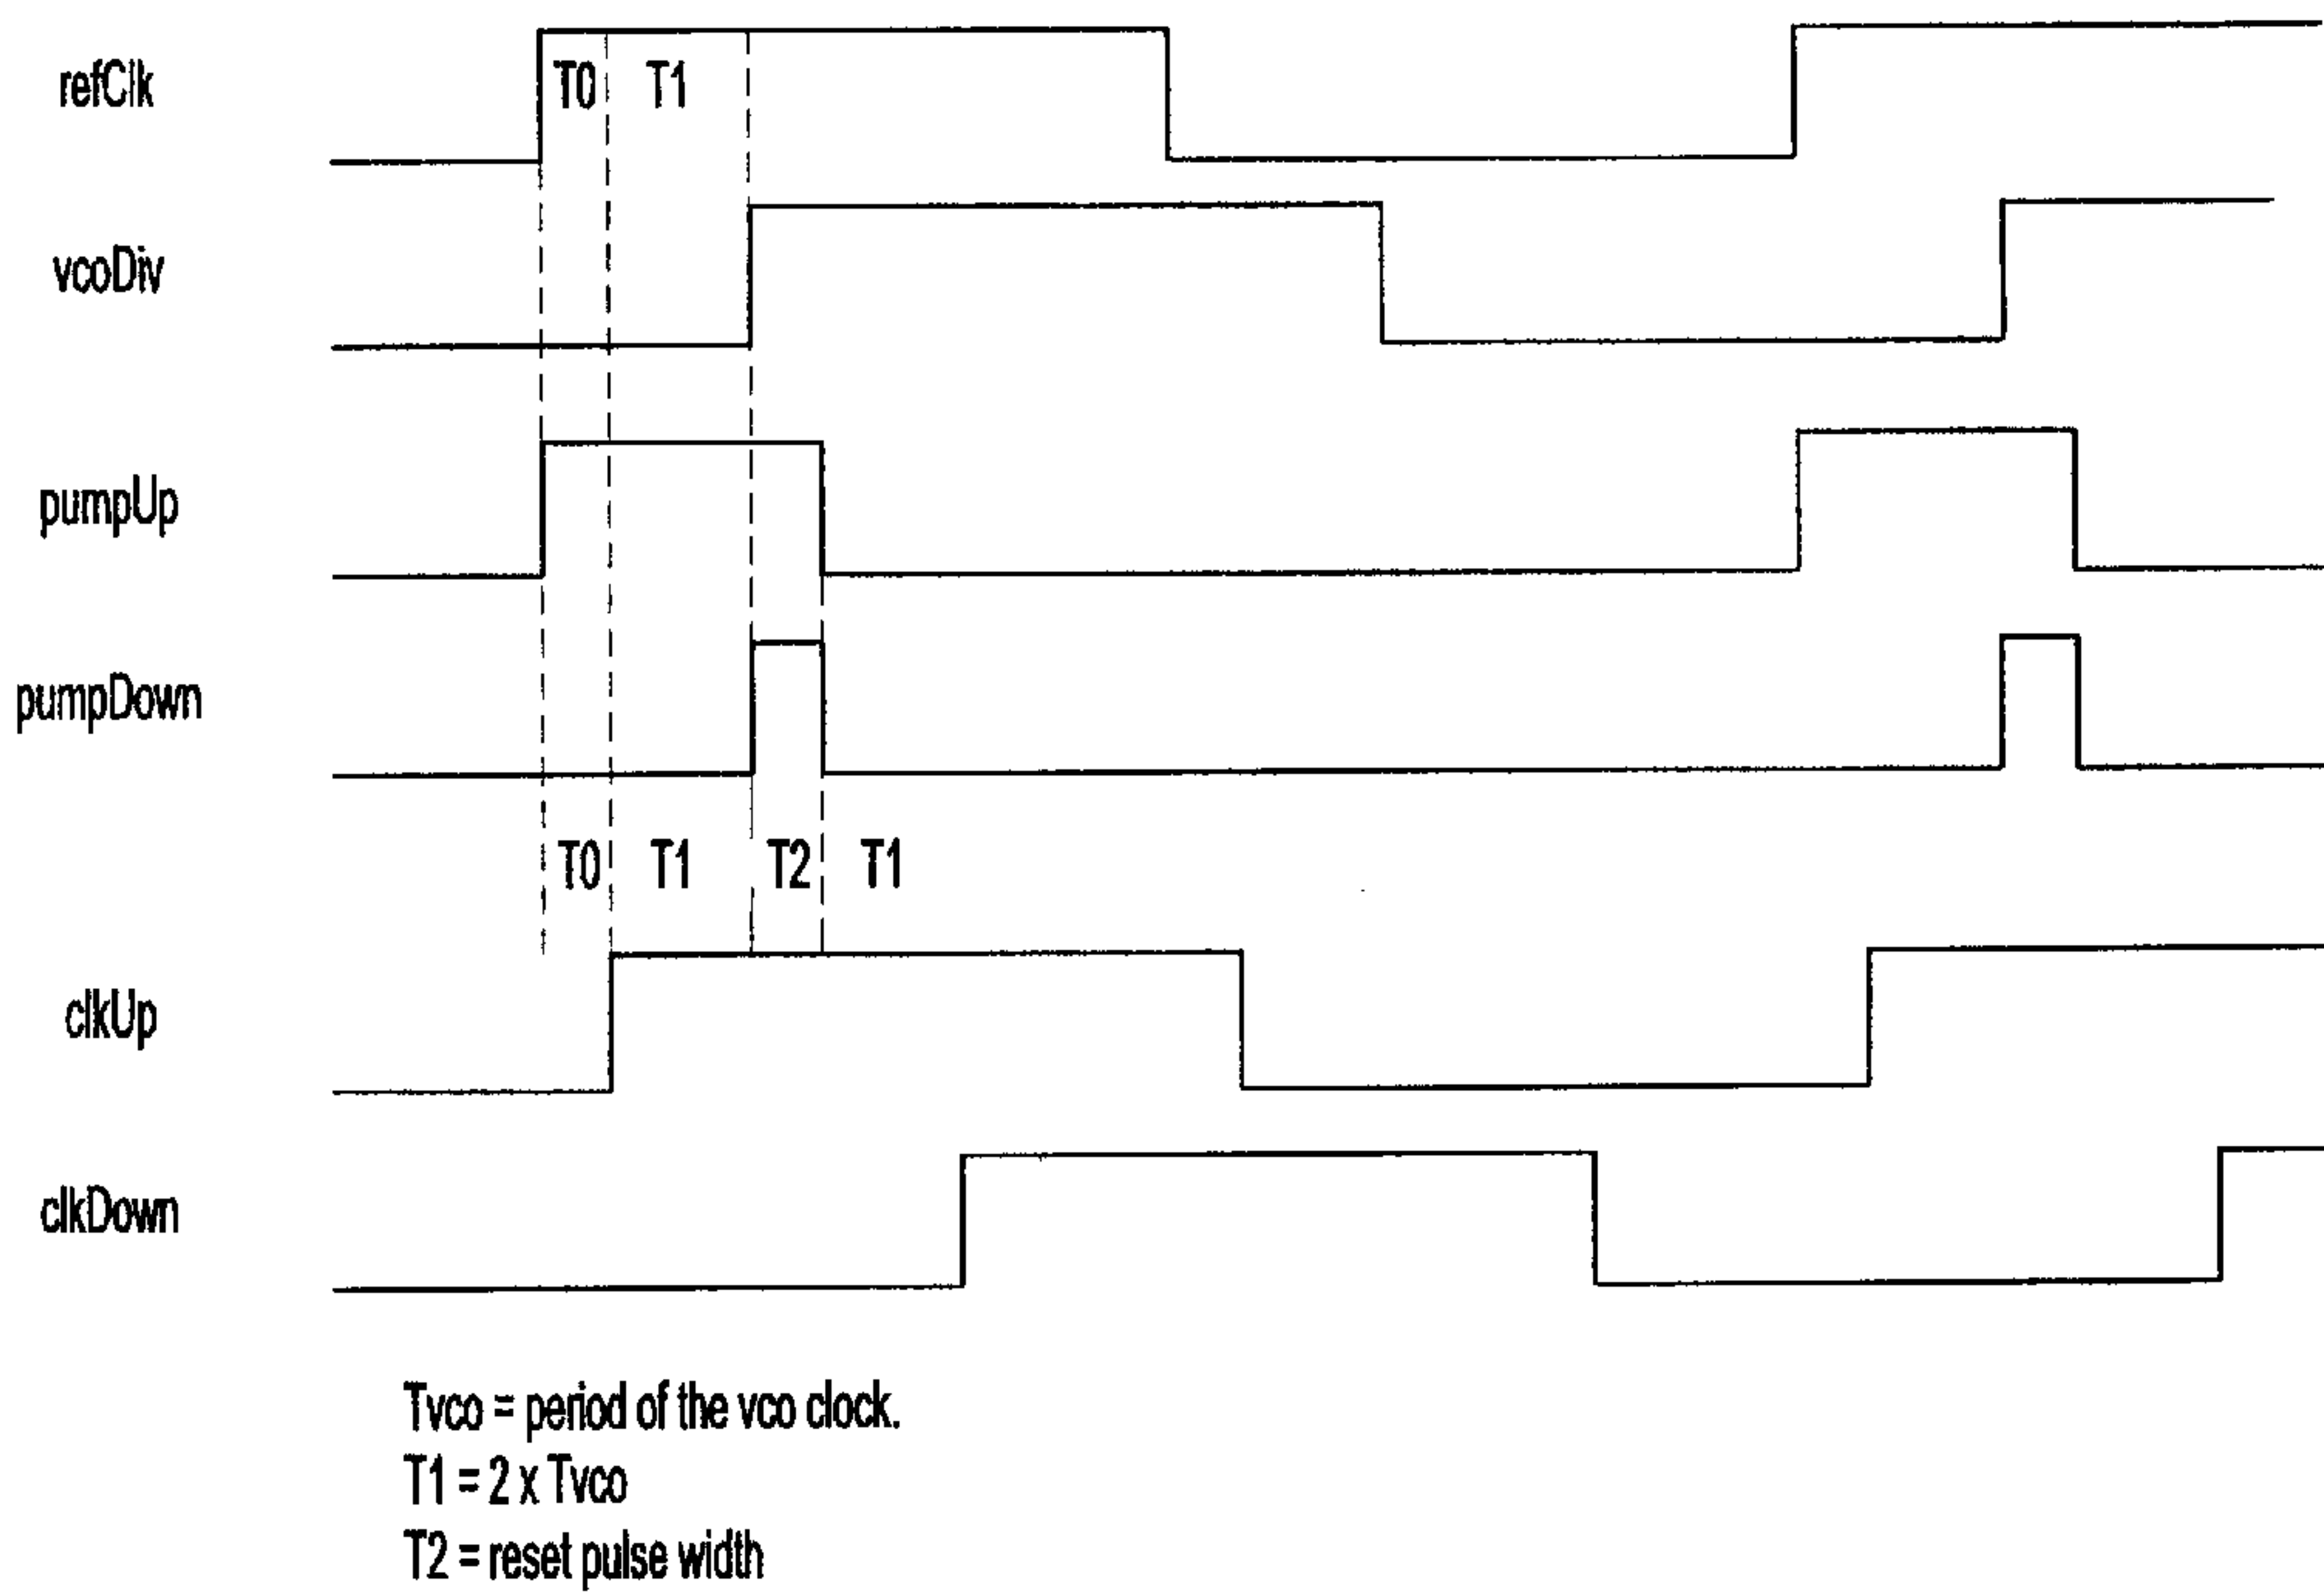 refClk
T0 T1
vcoDiv
pumpUp
pumpDown
T0 T1 T2 T1
clkUp
clkDown
Tvco = period of the vco clock.
T1 = 2 x Tvco
T2 = reset pulse width